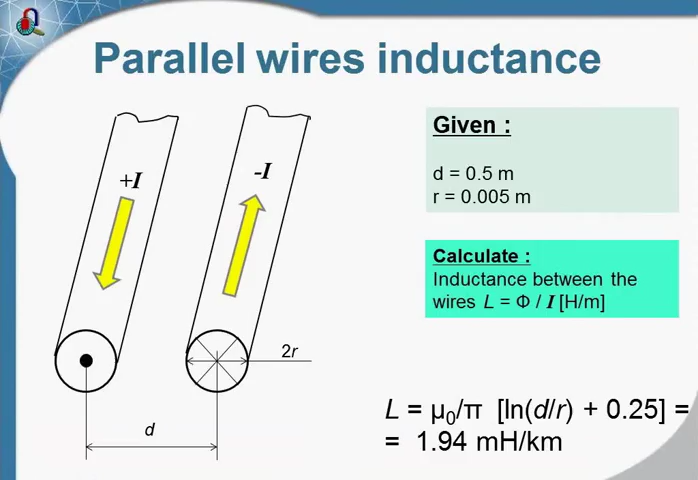 Parallel wires inductance
+I
-I
2r
d
Given :
d = 0.5 m
r = 0.005 m
Calculate :
Inductance between the
wires L = Φ / I [H/m]
L = μ₀/π [ln(d/r) + 0.25] =
= 1.94 mH/km